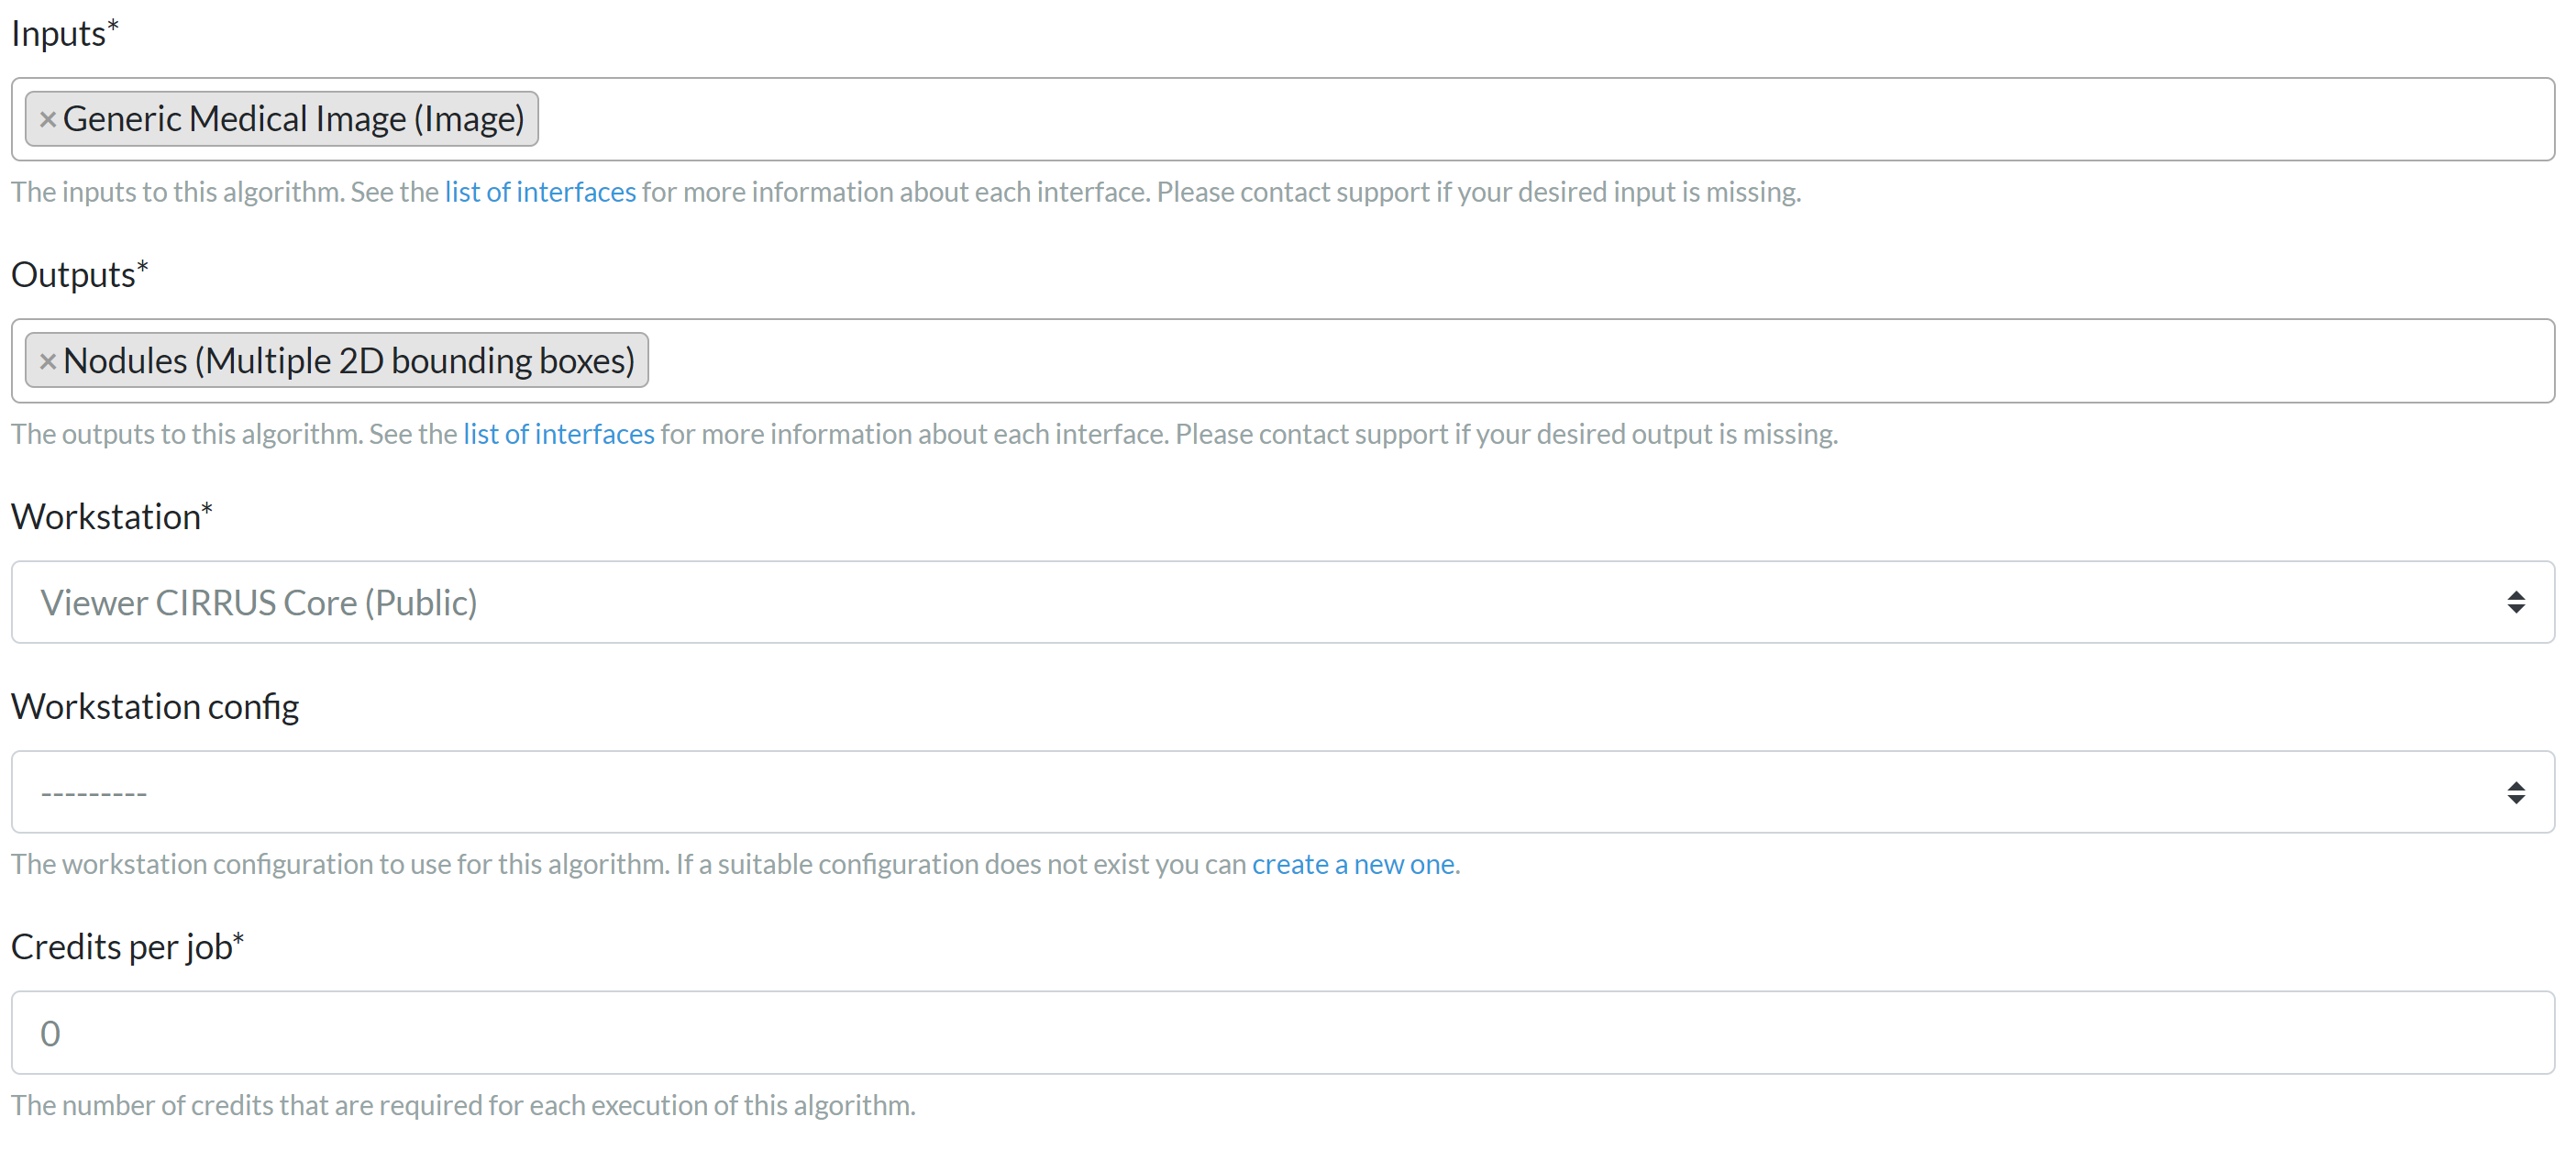 Inputs*
×Generic Medical Image (Image)
The inputs to this algorithm. See the list of interfaces for more information about each interface. Please contact support if your desired input is missing.
Outputs*
×Nodules (Multiple 2D bounding boxes)
The outputs to this algorithm. See the list of interfaces for more information about each interface. Please contact support if your desired output is missing.
Workstation*
Viewer CIRRUS Core (Public)
Workstation config
---------
The workstation configuration to use for this algorithm. If a suitable configuration does not exist you can create a new one.
Credits per job*
0
The number of credits that are required for each execution of this algorithm.